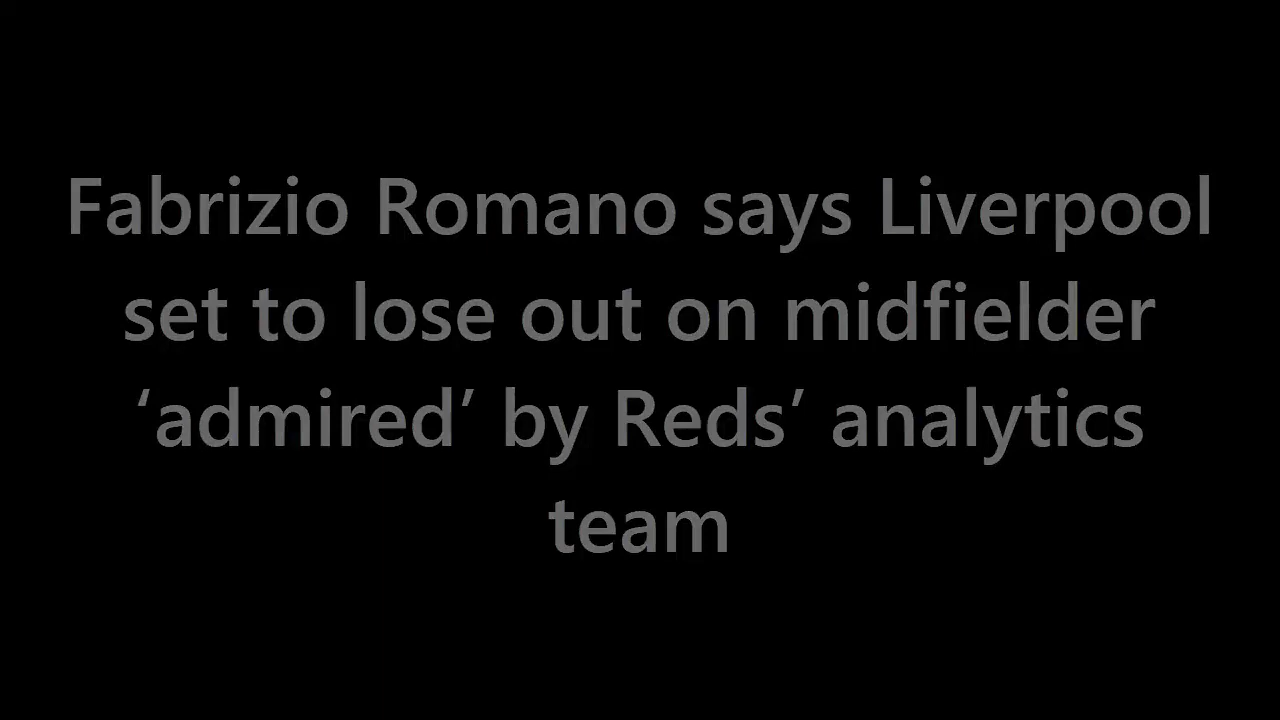 Fabrizio Romano says Liverpool
set to lose out on midfielder
‘admired’ by Reds’ analytics
team